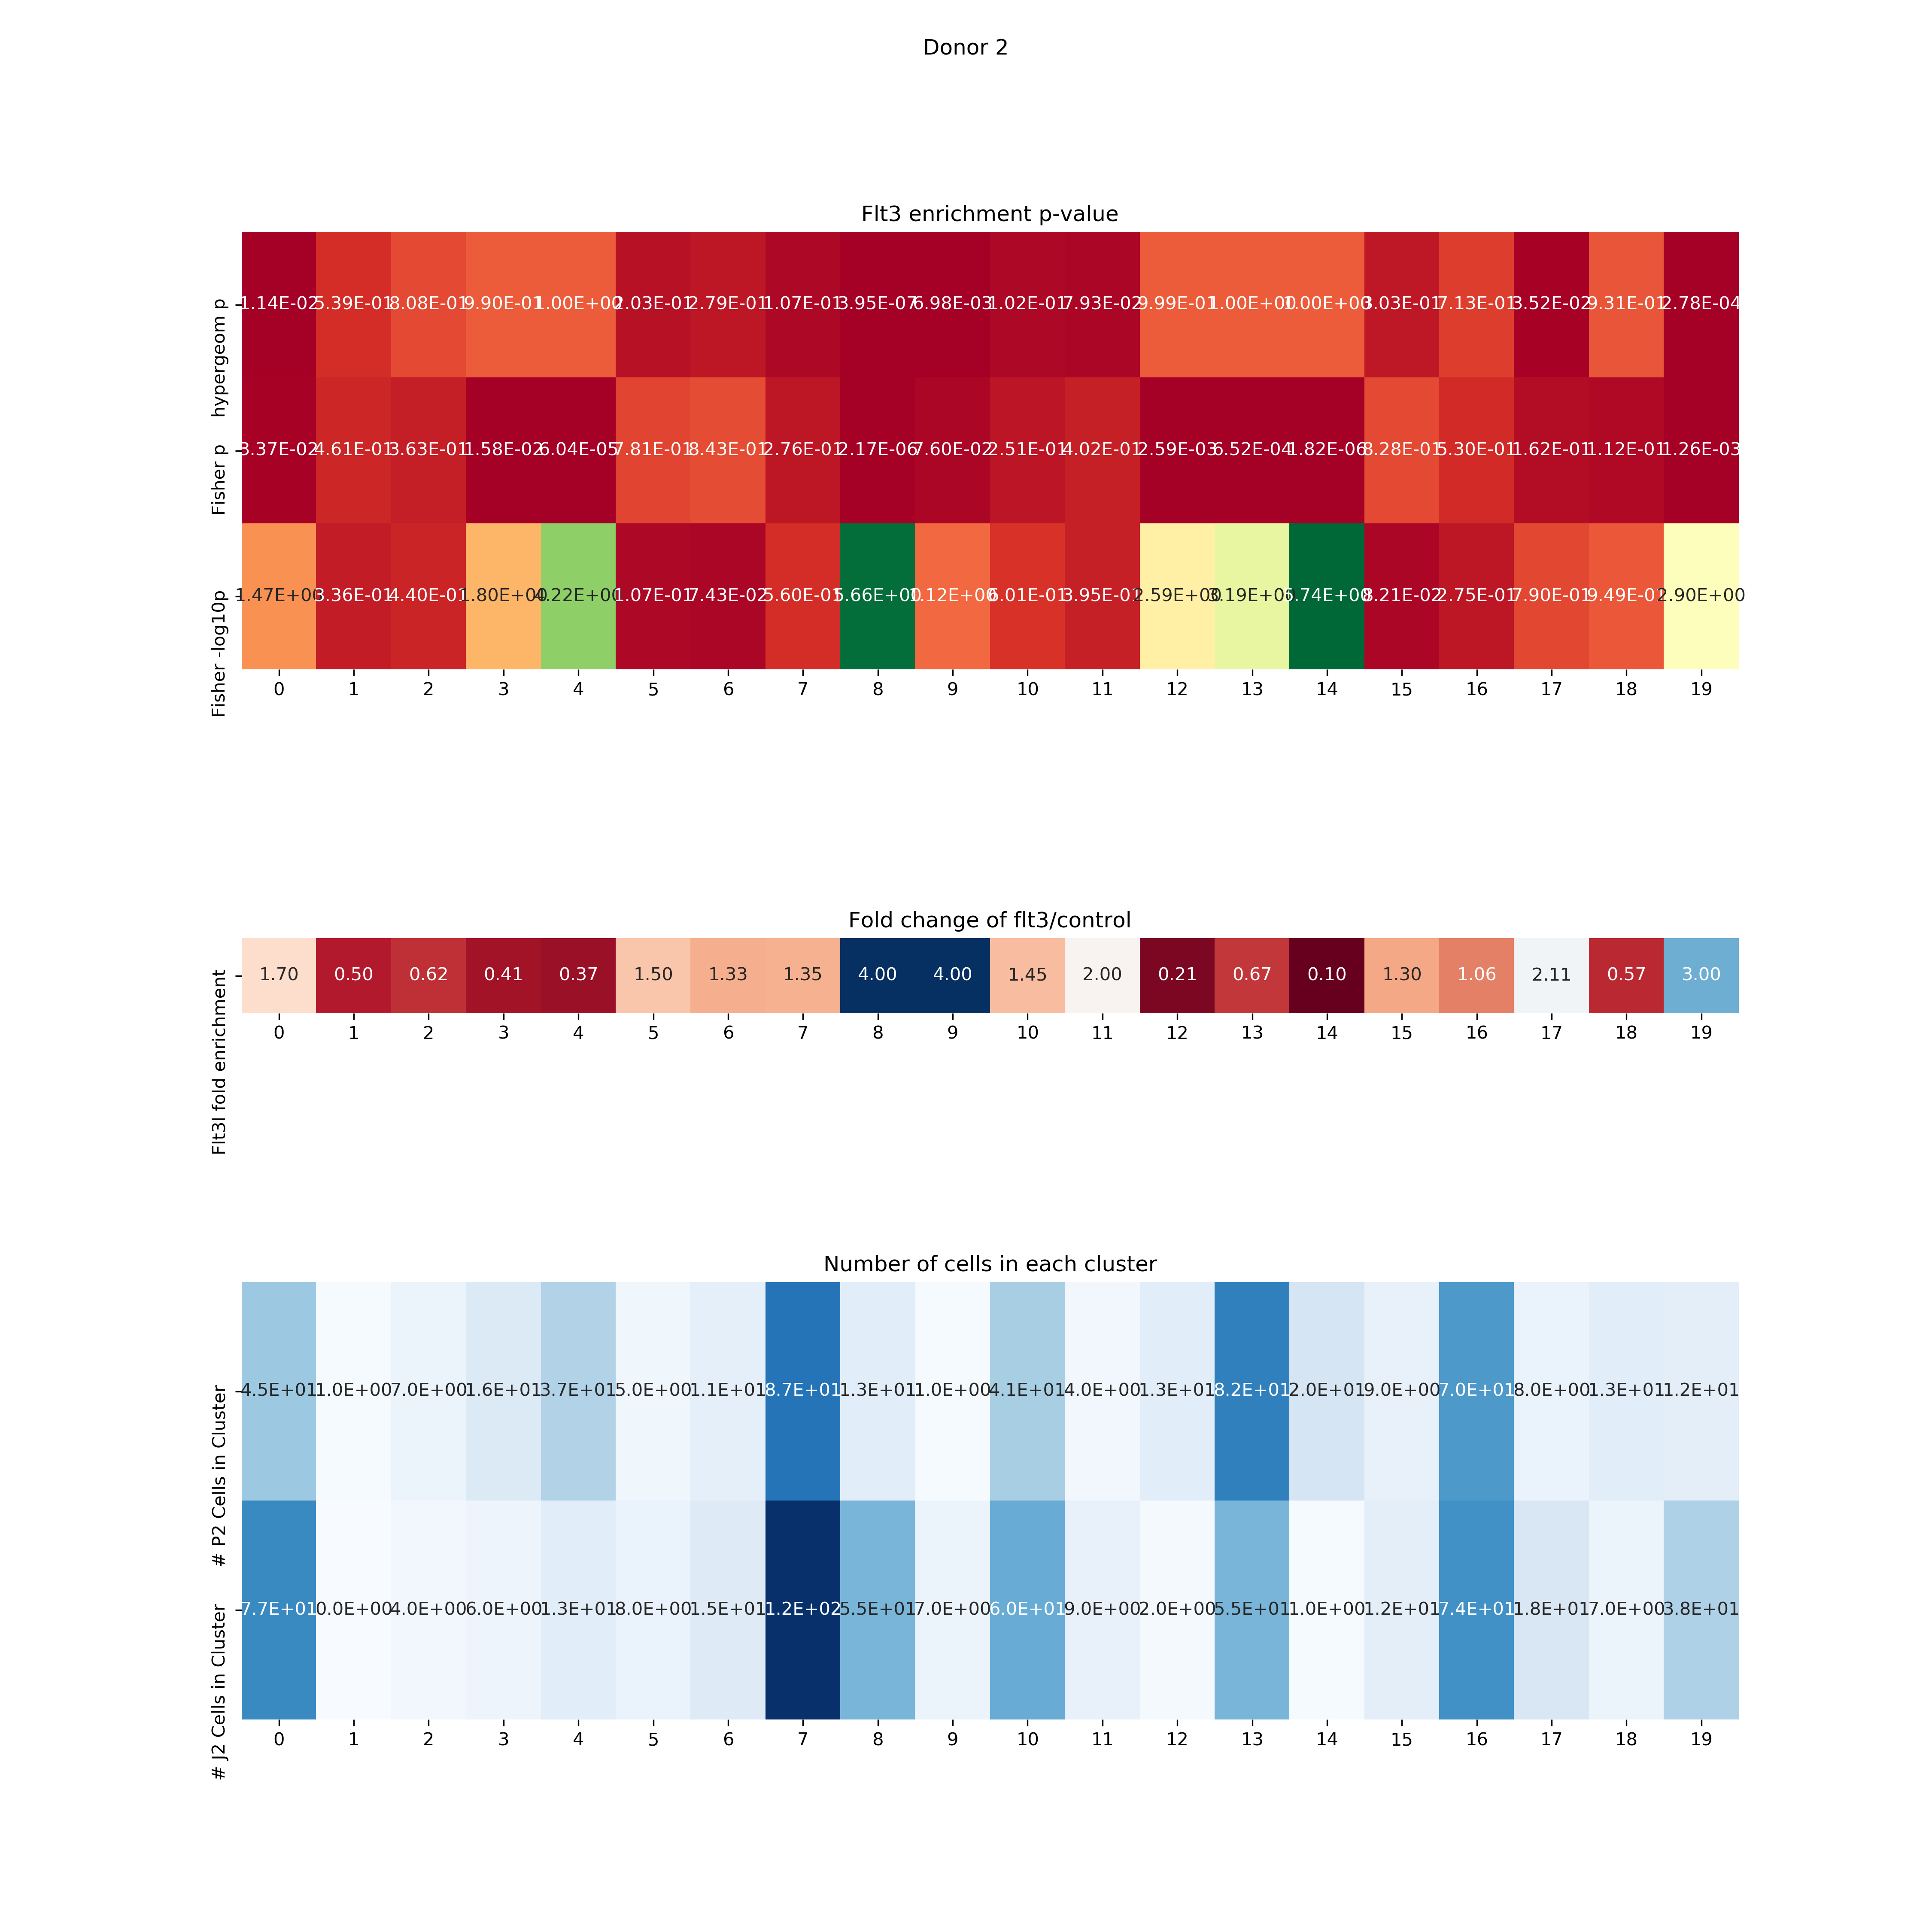 Donor 2
Flt3 enrichment p-value
hypergeom p
1.14E-02 5.39E-01 8.08E-01 9.90E-01 1.00E+00 2.03E-01 2.79E-01 1.07E-01 3.95E-07 6.98E-03 1.02E-01 7.93E-02 9.99E-01 1.00E+00 1.00E+00 3.03E-01 7.13E-01 3.52E-02 9.31E-01 2.78E-04
Fisher p
3.37E-02 4.61E-01 3.63E-01 1.58E-02 6.04E-05 7.81E-01 8.43E-01 2.76E-01 2.17E-06 7.60E-02 2.51E-01 4.02E-01 2.59E-03 6.52E-04 1.82E-06 8.28E-01 5.30E-01 1.62E-01 1.12E-01 1.26E-03
Fisher -log10p
1.47E+00 3.36E-01 4.40E-01 1.80E+00 4.22E+00 1.07E-01 7.43E-02 5.60E-01 5.66E+00 1.12E+00 6.01E-01 3.95E-01 2.59E+00 3.19E+00 5.74E+00 8.21E-02 2.75E-01 7.90E-01 9.49E-01 2.90E+00
0 1 2 3 4 5 6 7 8 9 10 11 12 13 14 15 16 17 18 19
Fold change of flt3/control
Flt3l fold enrichment
1.70 0.50 0.62 0.41 0.37 1.50 1.33 1.35 4.00 4.00 1.45 2.00 0.21 0.67 0.10 1.30 1.06 2.11 0.57 3.00
0 1 2 3 4 5 6 7 8 9 10 11 12 13 14 15 16 17 18 19
Number of cells in each cluster
# P2 Cells in Cluster
4.5E+01 1.0E+00 7.0E+00 1.6E+01 3.7E+01 5.0E+00 1.1E+01 8.7E+01 1.3E+01 1.0E+00 4.1E+01 4.0E+00 1.3E+01 8.2E+01 2.0E+01 9.0E+00 7.0E+01 8.0E+00 1.3E+01 1.2E+01
# J2 Cells in Cluster
7.7E+01 0.0E+00 4.0E+00 6.0E+00 1.3E+01 8.0E+00 1.5E+01 1.2E+02 5.5E+01 7.0E+00 6.0E+01 9.0E+00 2.0E+00 5.5E+01 1.0E+00 1.2E+01 7.4E+01 1.8E+01 7.0E+00 3.8E+01
0 1 2 3 4 5 6 7 8 9 10 11 12 13 14 15 16 17 18 19